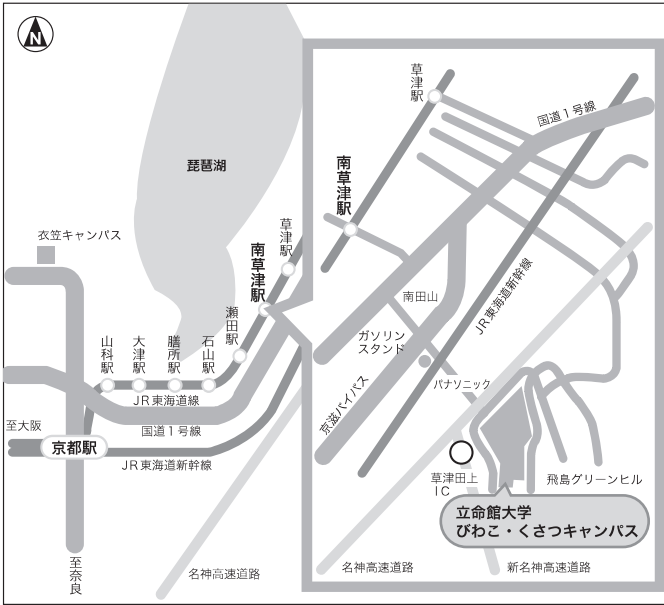 N
琵琶湖
衣笠キャンパス
山科駅
大津駅
膳所駅
石山駅
瀬田駅
南草津駅
草津駅
JR東海道線
国道1号線
至大阪
京都駅
JR東海道新幹線
至奈良
名神高速道路
草津駅
南草津駅
国道1号線
南田山
ガソリン
スタンド
パナソニック
JR東海道新幹線
京滋バイパス
草津田上
IC
飛島グリーンヒル
立命館大学
びわこ・くさつキャンパス
名神高速道路
新名神高速道路